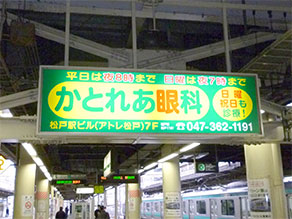 平日は夜8時まで 日曜は夜7時まで
かとれあ眼科
日曜
祝日も
診療!
松戸駅ビル(アトレ松戸)7F ☎047-362-1191